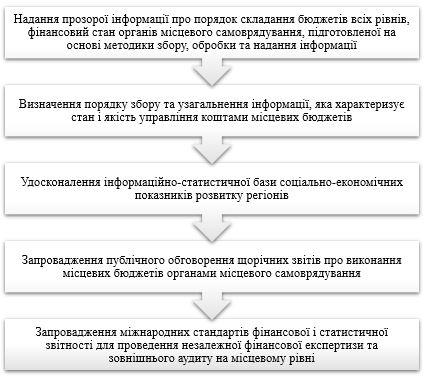 Надання прозорої інформації про порядок складання бюджетів всіх рівнів,
фінансовий стан органів місцевого самоврядування, підготовленої на
основі методики збору, обробки та надання інформації
Визначення порядку збору та узагальнення інформації, яка характеризує
стан і якість управління коштами місцевих бюджетів
Удосконалення інформаційно-статистичної бази соціально-економічних
показників розвитку регіонів
Запровадження публічного обговорення щорічних звітів про виконання
місцевих бюджетів органами місцевого самоврядування
Запровадження міжнародних стандартів фінансової і статистичної
звітності для проведення незалежної фінансової експертизи та
зовнішнього аудиту на місцевому рівні